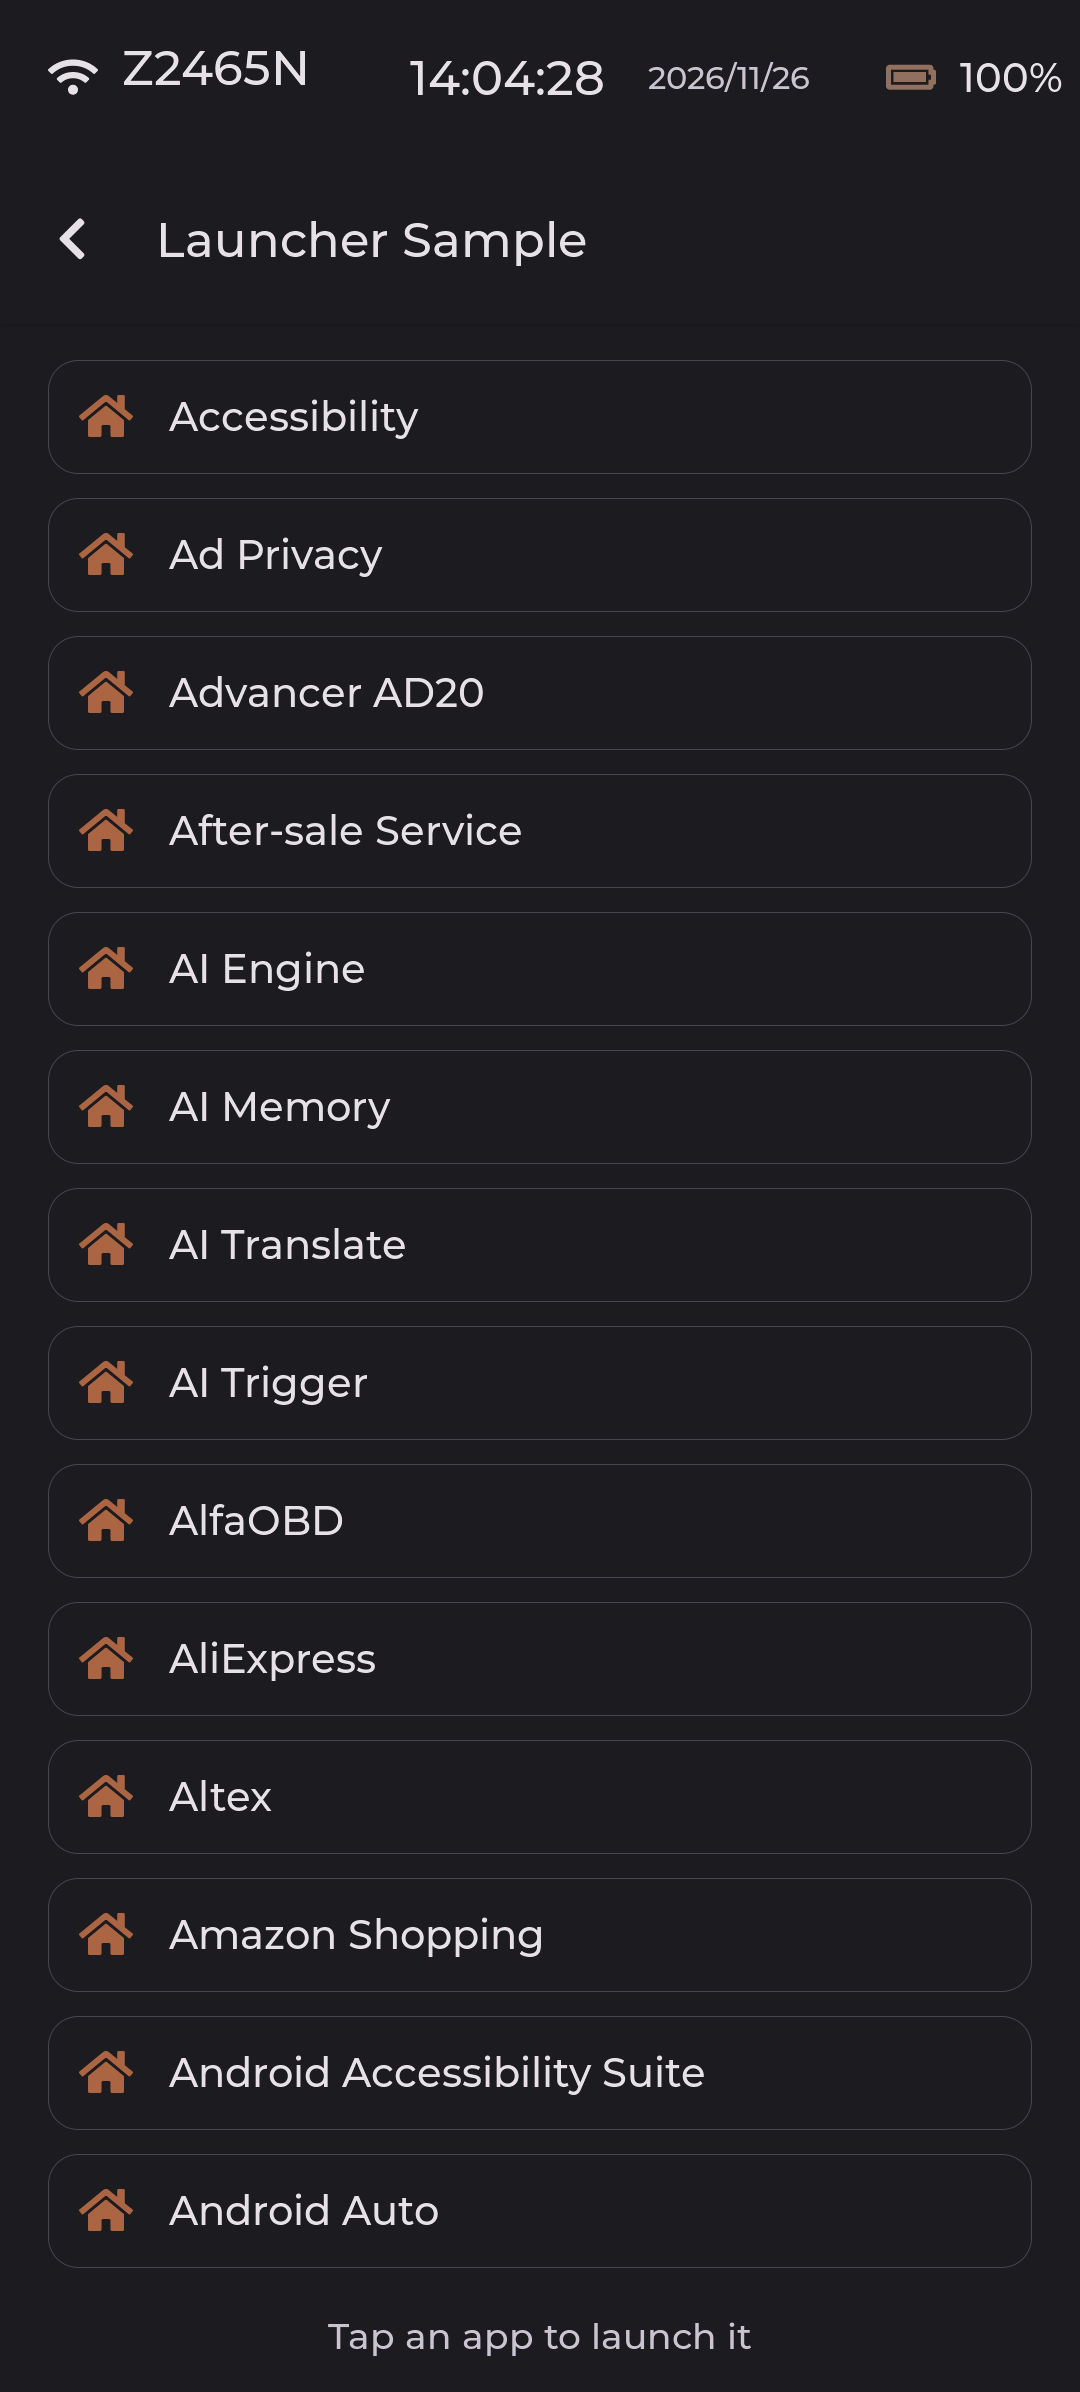 Z2465N 14:04:28 2026/11/26 100%
Launcher Sample
Accessibility
Ad Privacy
Advancer AD20
After-sale Service
AI Engine
AI Memory
AI Translate
AI Trigger
AlfaOBD
AliExpress
Altex
Amazon Shopping
Android Accessibility Suite
Android Auto
Tap an app to launch it